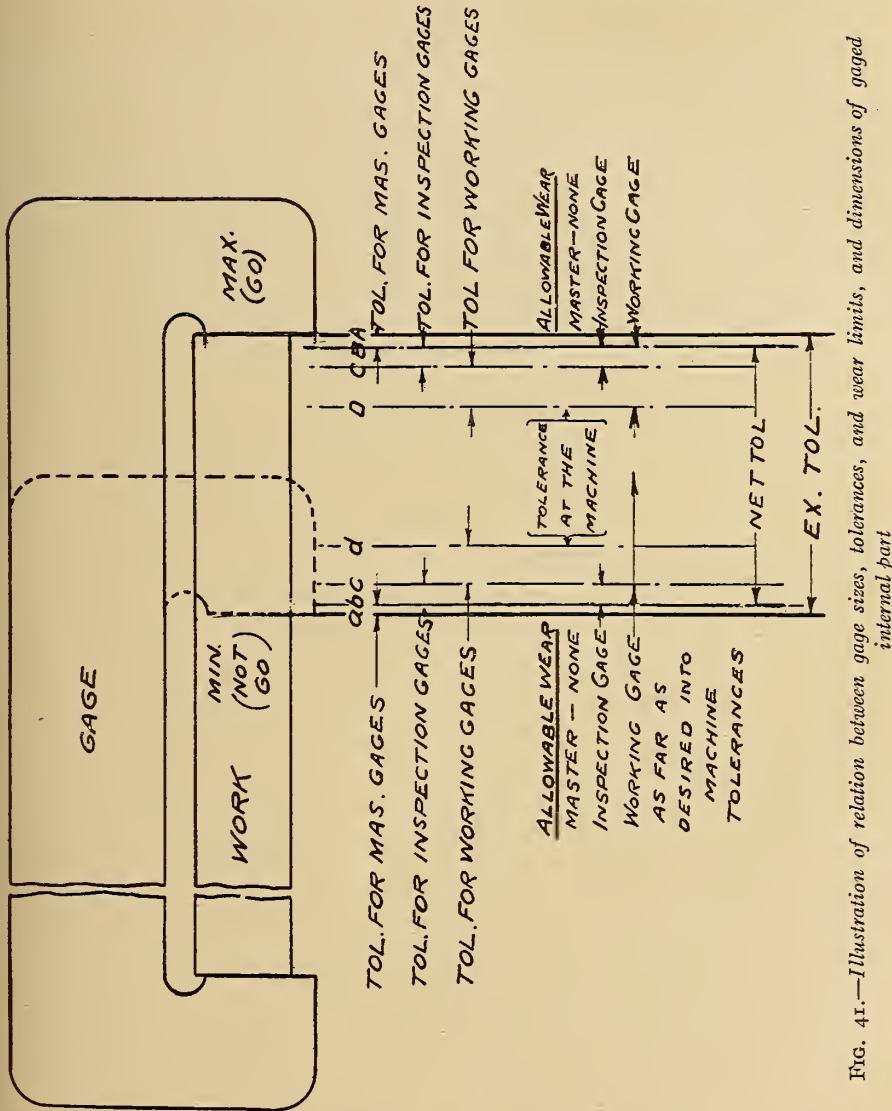 GAGE
WORK
MIN.
(NOT
GO)
MAX.
(GO)
a b c d D C B A
TOL. FOR MAS. GAGES
TOL. FOR INSPECTION GAGES
TOL. FOR WORKING GAGES
TOL. FOR MAS. GAGES
TOL. FOR INSPECTION GAGES
TOL FOR WORKING GAGES
ALLOWABLE WEAR
MASTER — NONE
INSPECTION GAGE
WORKING GAGE
AS FAR AS
DESIRED INTO
MACHINE
TOLERANCES
TOLERANCE
AT THE
MACHINE
ALLOWABLE WEAR
MASTER—NONE
INSPECTION GAGE
WORKING GAGE
NET TOL
EX. TOL.
FIG. 41.—Illustration of relation between gage sizes, tolerances, and wear limits, and dimensions of gaged
internal part